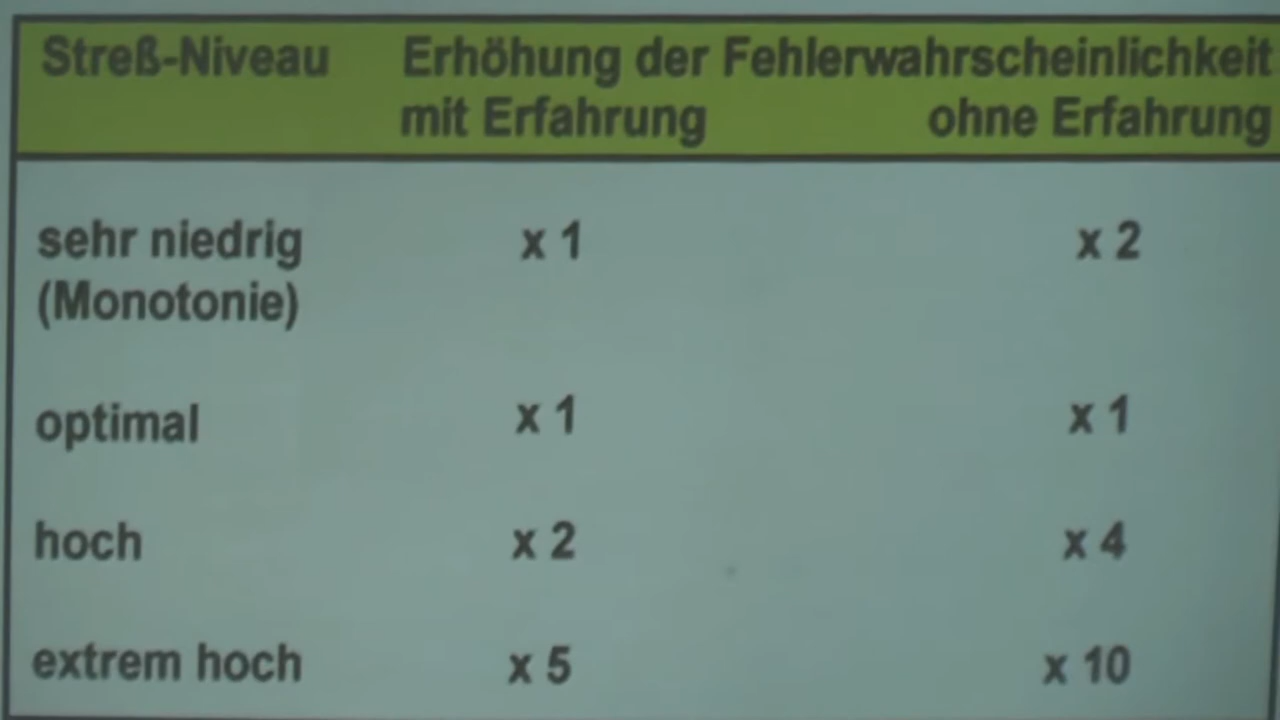 Streß-Niveau Erhöhung der Fehlerwahrscheinlichkeit
mit Erfahrung ohne Erfahrung
sehr niedrig x 1 x 2
(Monotonie)
optimal x 1 x 1
hoch x 2 x 4
extrem hoch x 5 x 10